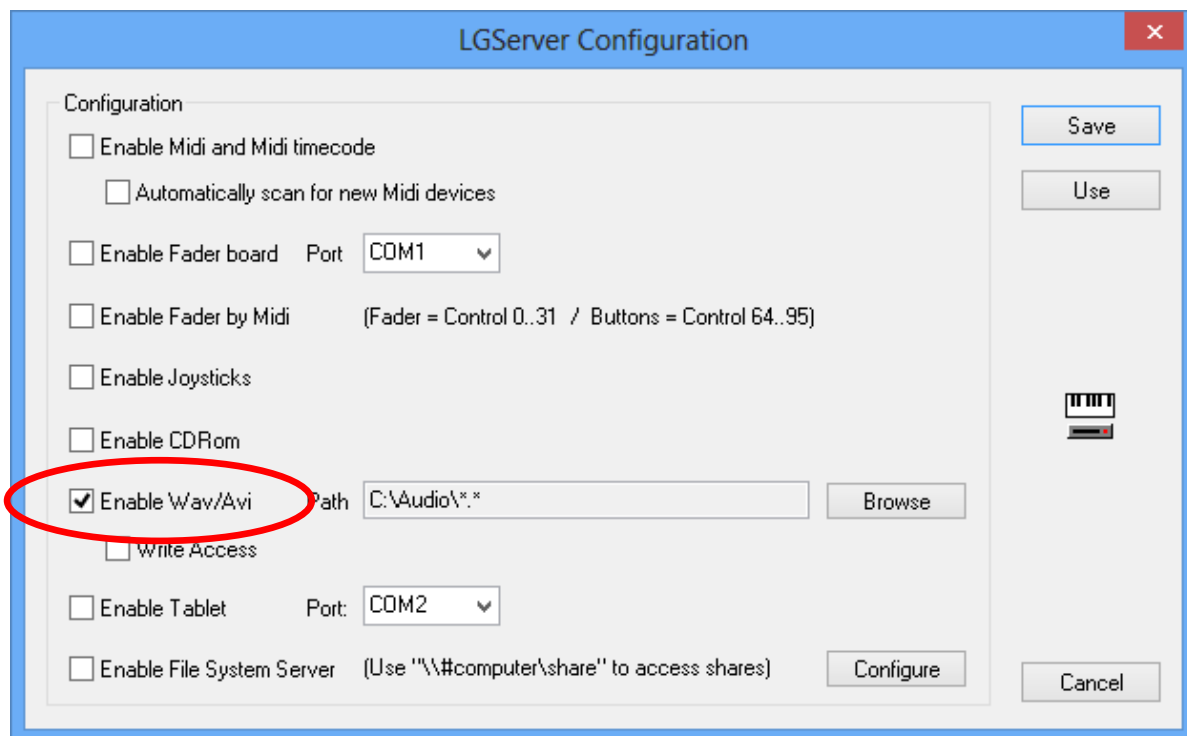 LGServer Configuration
Configuration
Save
Enable Midi and Midi timecode
Automatically scan for new Midi devices
Use
Enable Fader board Port COM1
Enable Fader by Midi (Fader = Control 0..31 / Buttons = Control 64..95)
Enable Joysticks
Enable CDRom
Enable Wav/Avi Path C:\Audio\*.* Browse
Write Access
Enable Tablet Port: COM2
Enable File System Server (Use "\\#computer\share" to access shares) Configure
Cancel